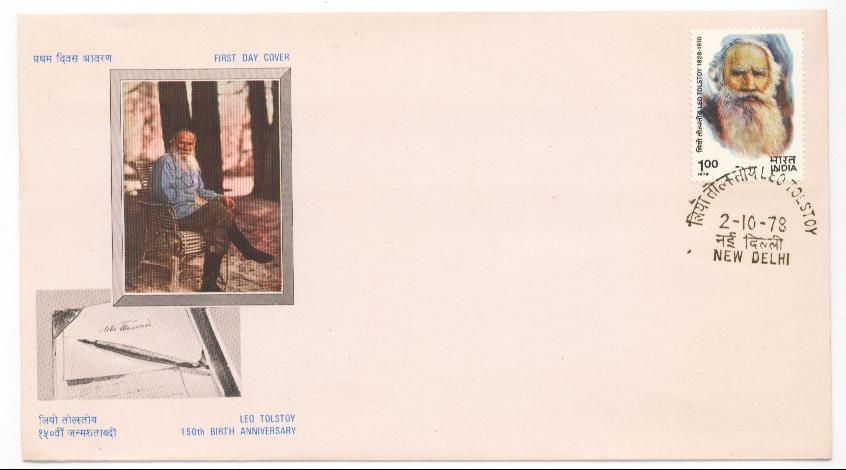 प्रथम दिवस आवरण FIRST DAY COVER
लियो तोल्स्तोय LEO TOLSTOY 1828-1910
1.00 भारत
1978 INDIA
लियो तोल्स्तोय LEO TOLSTOY
2-10-78
नई दिल्ली
NEW DELHI
लियो तोल्स्तोय LEO TOLSTOY
१५०वीं जन्मशताब्दी 150th BIRTH ANNIVERSARY